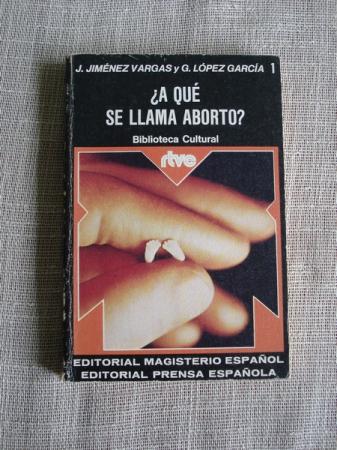 J. JIMÉNEZ VARGAS y G. LÓPEZ GARCÍA 1
¿A QUÉ
SE LLAMA ABORTO?
Biblioteca Cultural
rtve
EDITORIAL MAGISTERIO ESPAÑOL
EDITORIAL PRENSA ESPAÑOLA